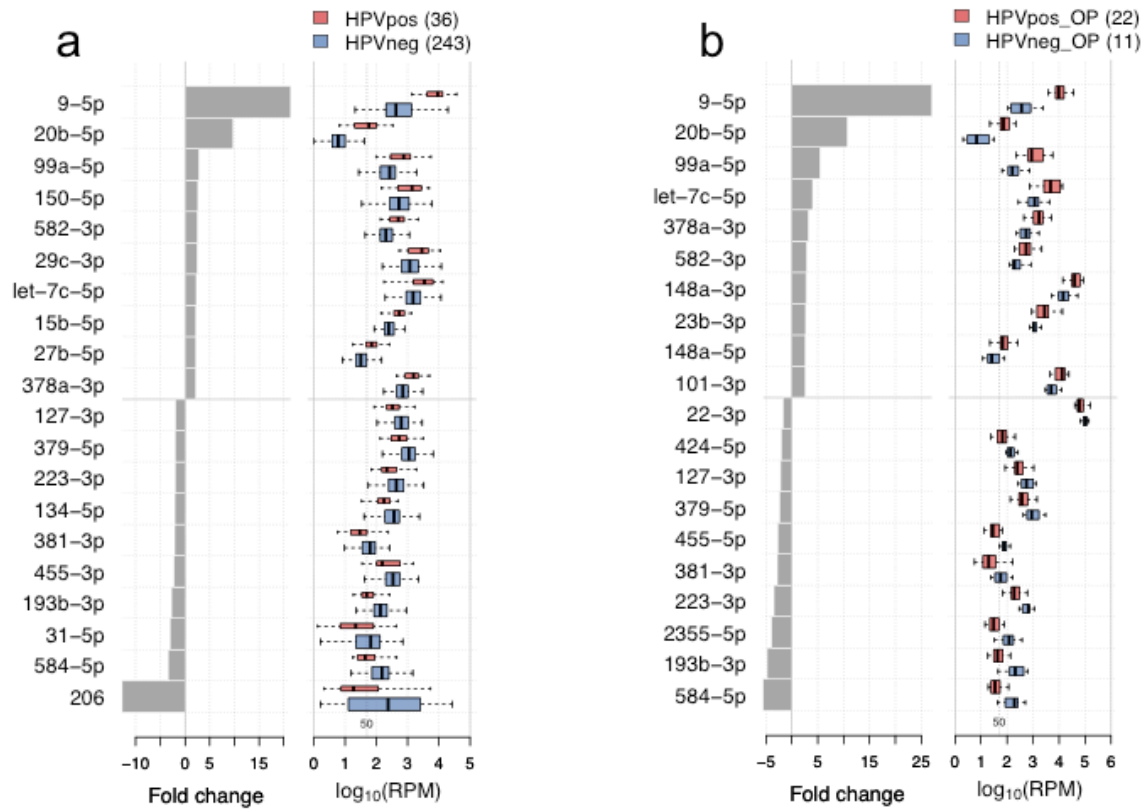 a
HPVpos (36)
HPVneg (243)
9−5p
20b−5p
99a−5p
150−5p
582−3p
29c−3p
let−7c−5p
15b−5p
27b−5p
378a−3p
127−3p
379−5p
223−3p
134−5p
381−3p
455−3p
193b−3p
31−5p
584−5p
206
50
−10 0 5 15
0 1 2 3 4 5
Fold change
log10(RPM)
b
HPVpos_OP (22)
HPVneg_OP (11)
9−5p
20b−5p
99a−5p
let−7c−5p
378a−3p
582−3p
148a−3p
23b−3p
148a−5p
101−3p
22−3p
424−5p
127−3p
379−5p
455−5p
381−3p
223−3p
2355−5p
193b−3p
584−5p
50
−5 5 15 25
0 1 2 3 4 5 6
Fold change
log10(RPM)